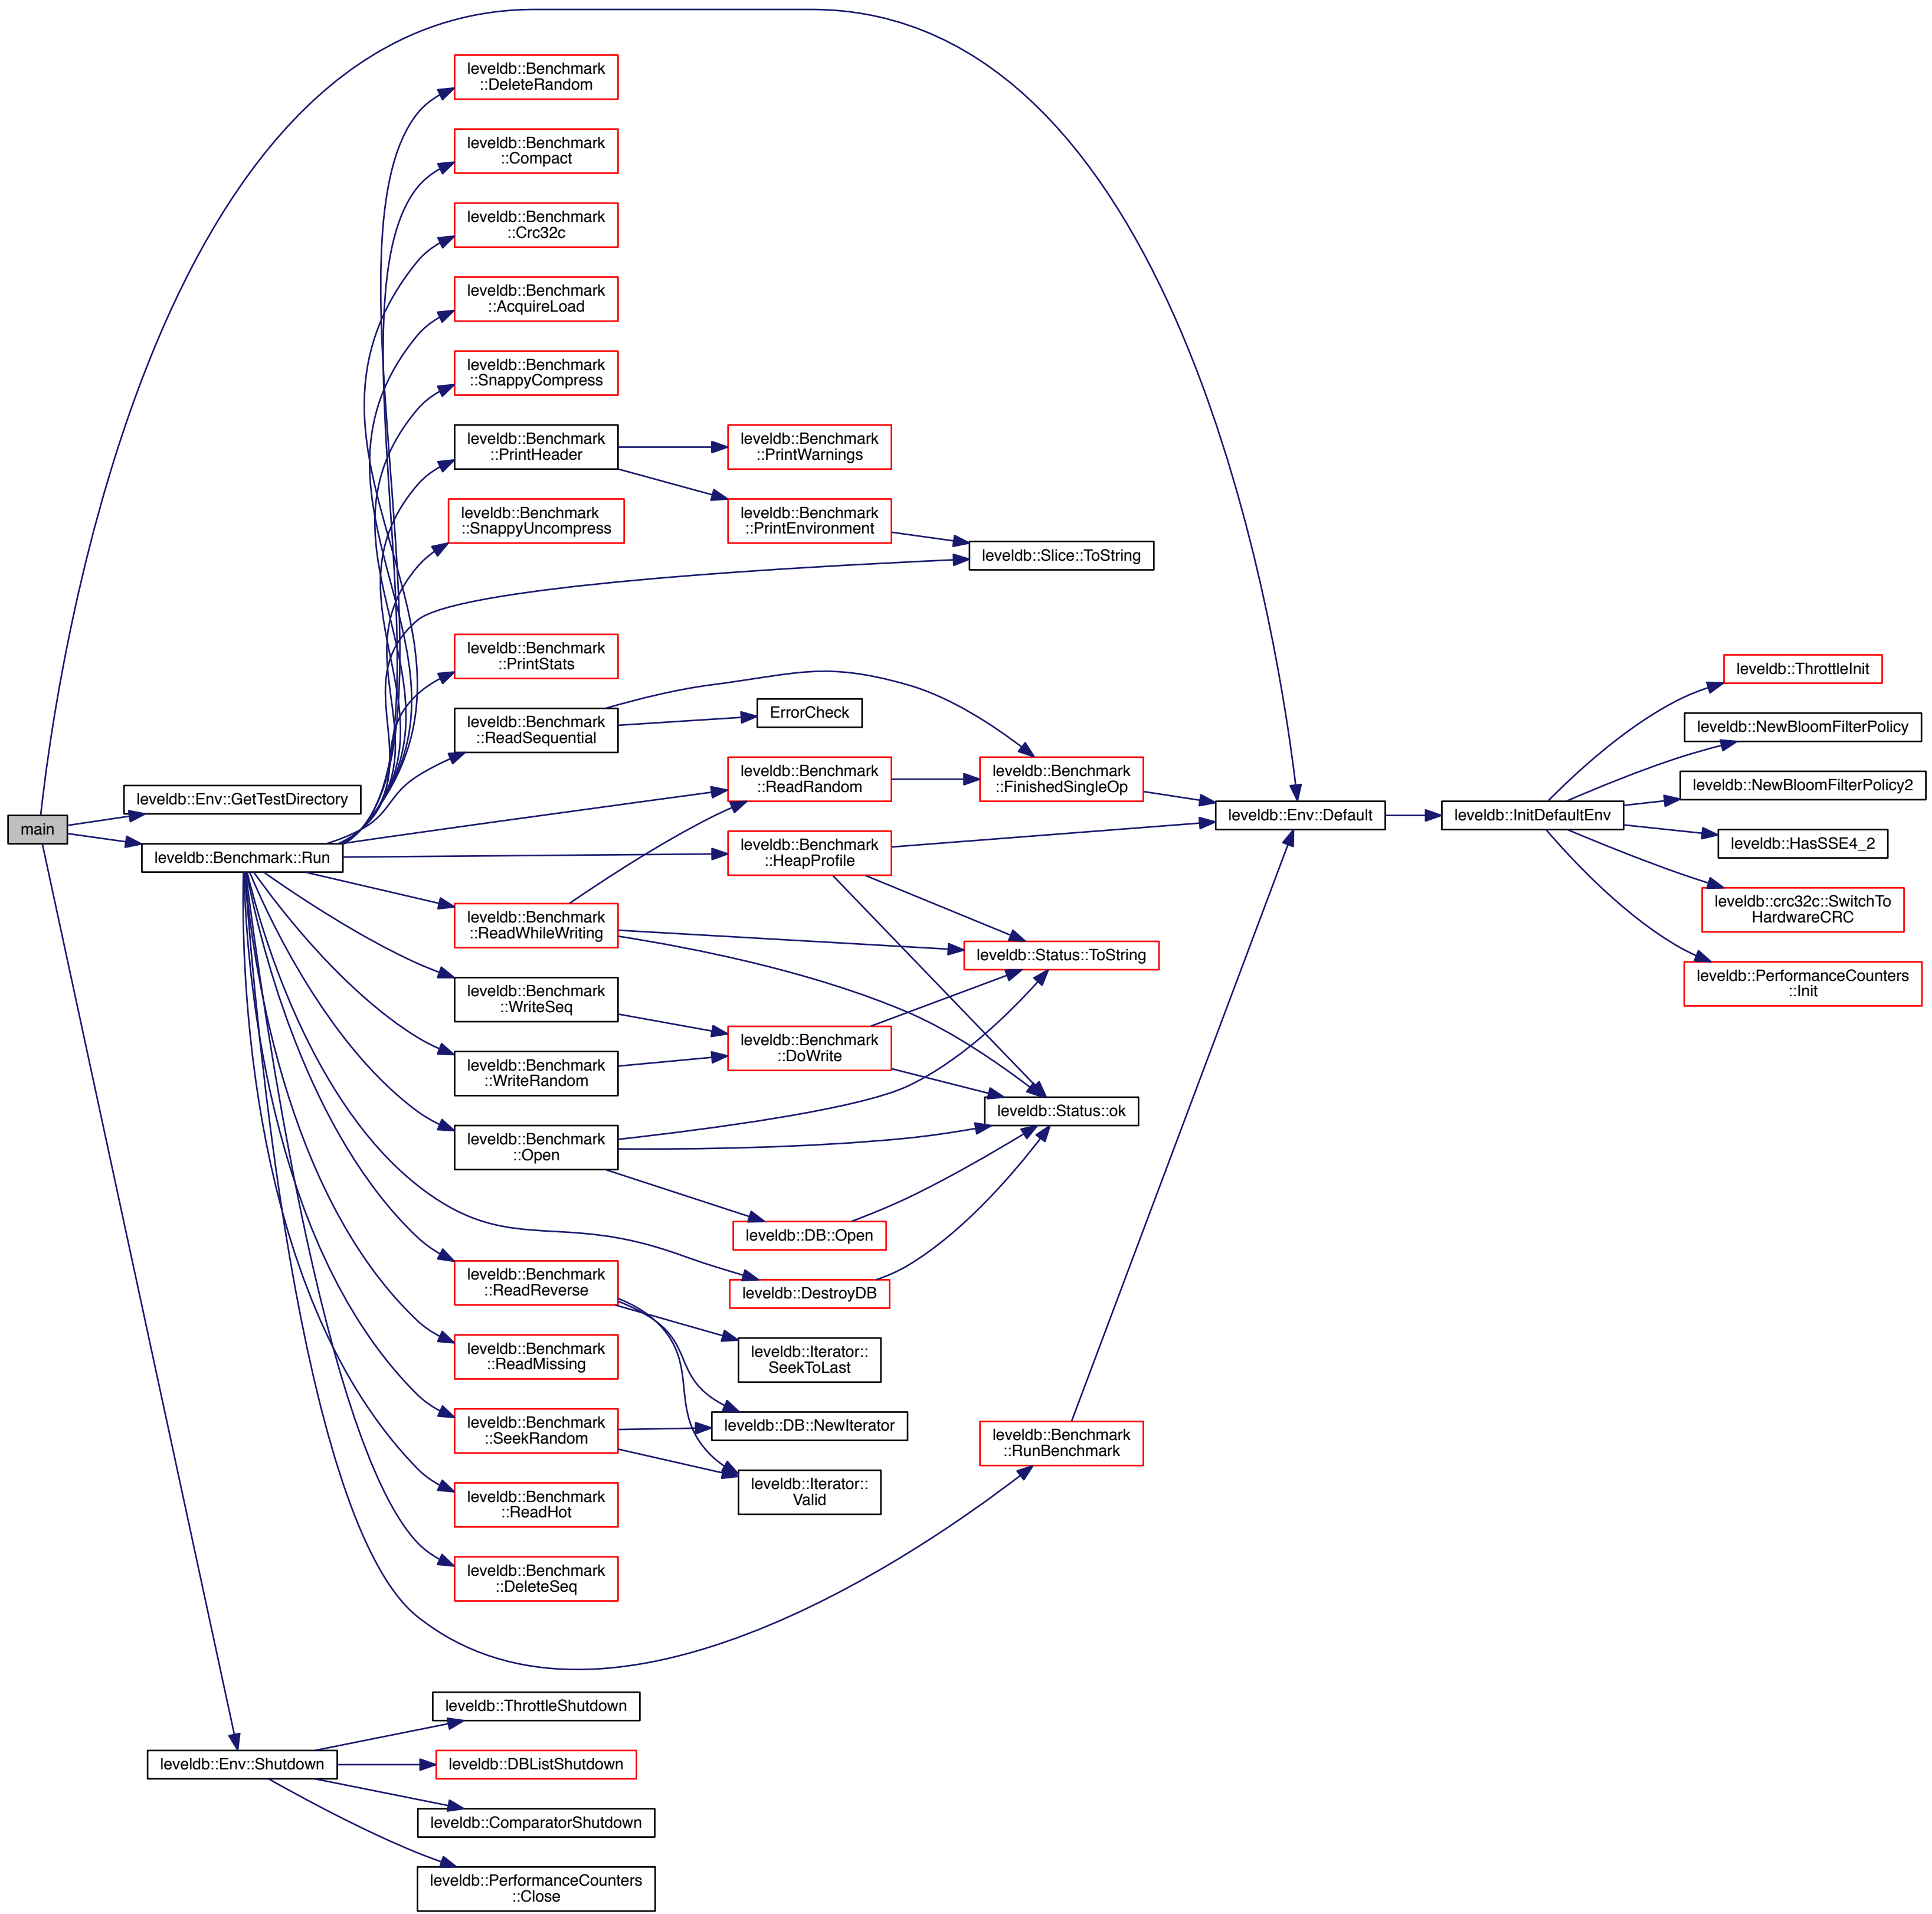 leveldb::Benchmark
::DeleteRandom
leveldb::Benchmark
::Compact
leveldb::Benchmark
::Crc32c
leveldb::Benchmark
::AcquireLoad
leveldb::Benchmark
::SnappyCompress
leveldb::Benchmark
::PrintHeader
leveldb::Benchmark
::PrintWarnings
leveldb::Benchmark
::SnappyUncompress
leveldb::Benchmark
::PrintEnvironment
leveldb::Slice::ToString
leveldb::Benchmark
::PrintStats
leveldb::ThrottleInit
leveldb::Benchmark
::ReadSequential
ErrorCheck
leveldb::NewBloomFilterPolicy
leveldb::Env::GetTestDirectory
leveldb::Benchmark
::ReadRandom
leveldb::Benchmark
::FinishedSingleOp
leveldb::NewBloomFilterPolicy2
main
leveldb::Env::Default
leveldb::InitDefaultEnv
leveldb::HasSSE4_2
leveldb::Benchmark::Run
leveldb::Benchmark
::HeapProfile
leveldb::crc32c::SwitchTo
HardwareCRC
leveldb::Benchmark
::ReadWhileWriting
leveldb::Status::ToString
leveldb::PerformanceCounters
::Init
leveldb::Benchmark
::WriteSeq
leveldb::Benchmark
::DoWrite
leveldb::Benchmark
::WriteRandom
leveldb::Status::ok
leveldb::Benchmark
::Open
leveldb::DB::Open
leveldb::Benchmark
::ReadReverse
leveldb::DestroyDB
leveldb::Benchmark
::ReadMissing
leveldb::Iterator::
SeekToLast
leveldb::Benchmark
::SeekRandom
leveldb::DB::NewIterator
leveldb::Benchmark
::RunBenchmark
leveldb::Benchmark
::ReadHot
leveldb::Iterator::
Valid
leveldb::Benchmark
::DeleteSeq
leveldb::ThrottleShutdown
leveldb::Env::Shutdown
leveldb::DBListShutdown
leveldb::ComparatorShutdown
leveldb::PerformanceCounters
::Close